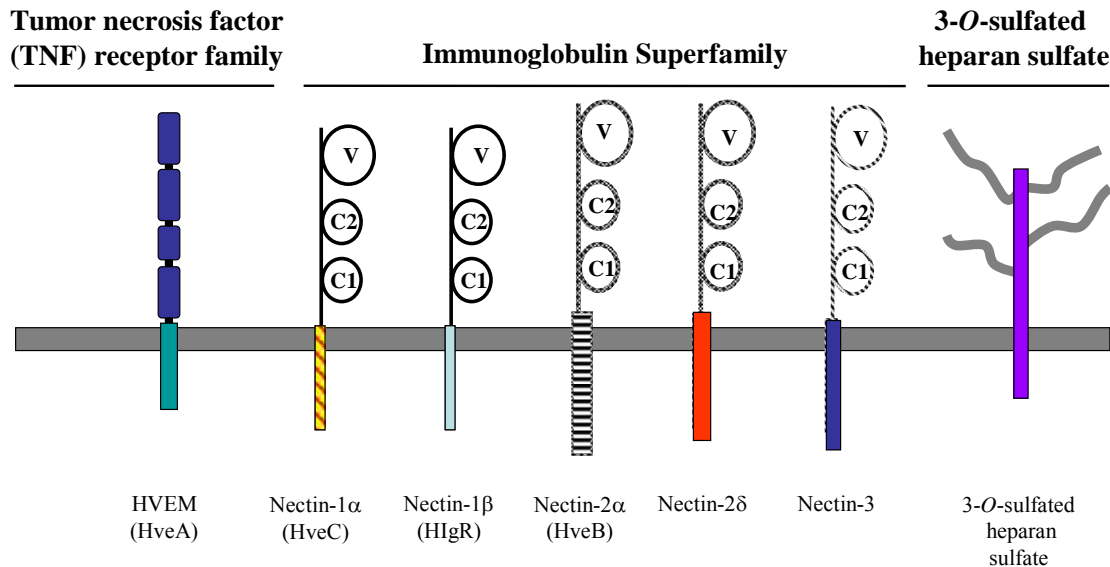 Tumor necrosis factor
(TNF) receptor family
Immunoglobulin Superfamily
3-O-sulfated
heparan sulfate
V
C2
C1
V
C2
C1
V
C2
C1
V
C2
C1
V
C2
C1
HVEM
(HveA)
Nectin-1α
(HveC)
Nectin-1β
(HIgR)
Nectin-2α
(HveB)
Nectin-2δ
Nectin-3
3-O-sulfated
heparan
sulfate